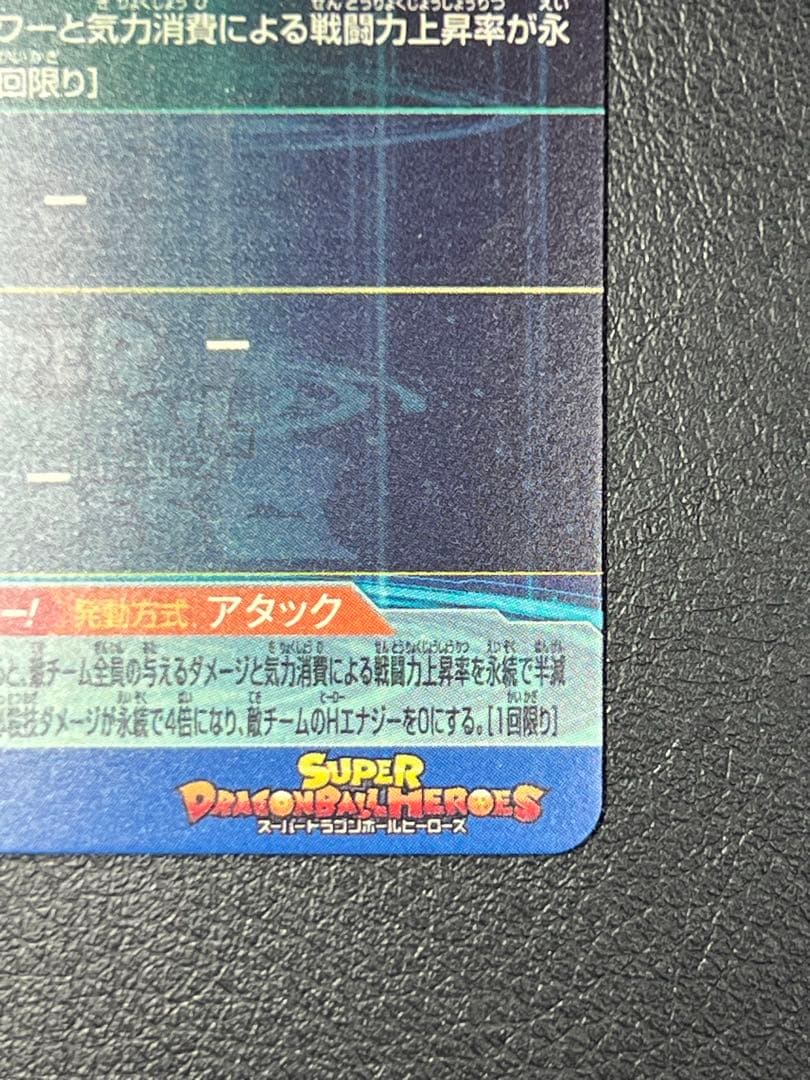 ワーと気力消費による戦闘力上昇率が永
回限り]
ー!
発動方式 アタック
と、敵チーム全員の与えるダメージと気力消費による戦闘力上昇率を永続で半減
技ダメージが永続で4倍になり、敵チームのHエナジーを0にする。[1回限り]
SUPER
DRAGONBALL HEROES
スーパードラゴンボールヒーローズ